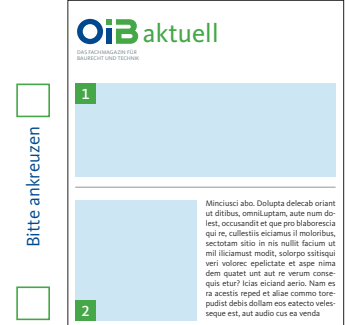 OiB aktuell
DAS FACHMAGAZIN FÜR
BAURECHT UND TECHNIK
1
Bitte ankreuzen
Minciusci abo. Dolupta delecab oriant
ut ditibus, omniLuptam, aute num do-
lest, occusandit et que pro blaborescia
qui re, cullestiis eiciamus il moloribus,
sectotam sitio in nis nullit facium ut
mil iliciamust modit, solorpo ssitisqui
veri volorec epelictate et aspe nima
dem quatet unt aut re verum conse-
quis etur? Icias eiciand aerio. Nam es
ra acestis reped et aliae commo tore-
pudist debis dollam eos eatecto veles-
seque est, aut audio cus ea venda
2